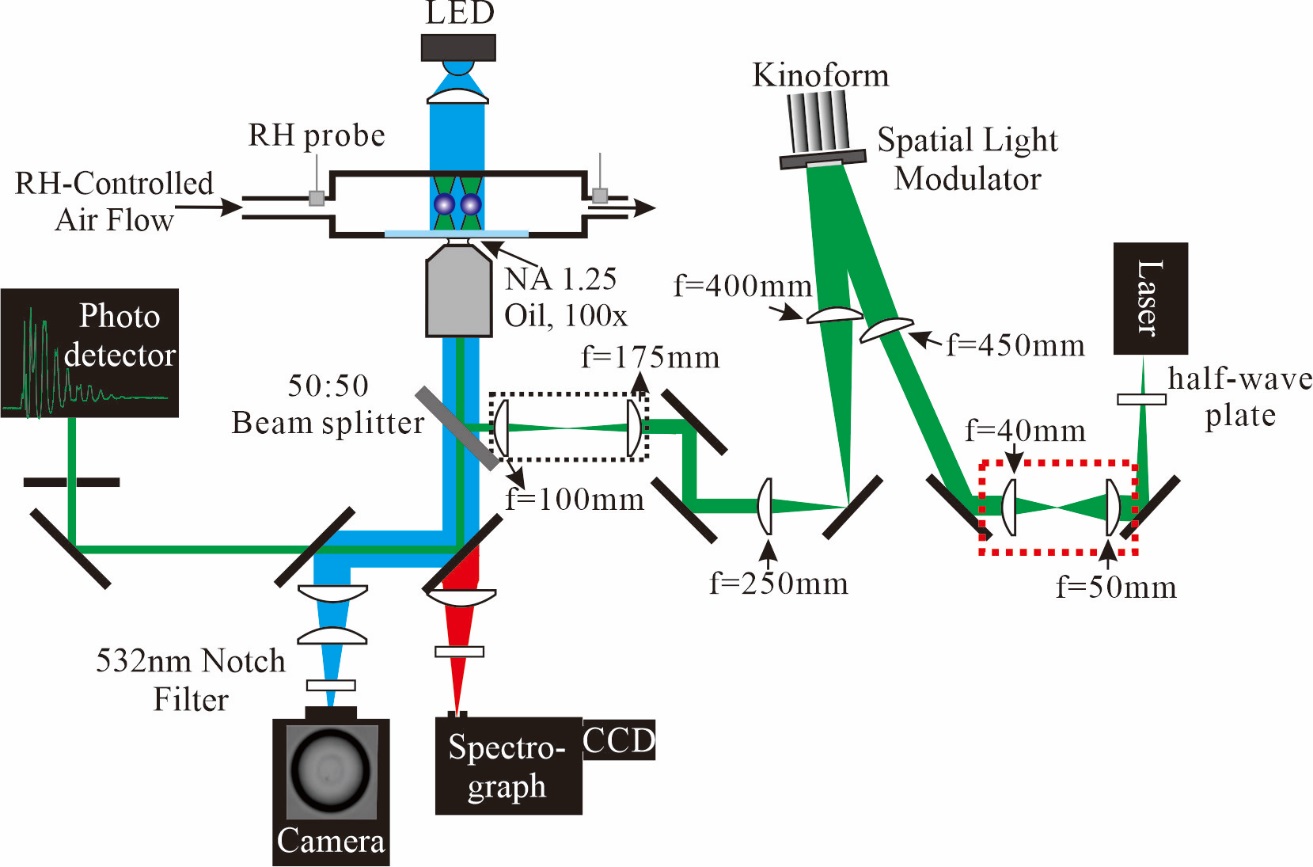 LED
Kinoform
RH probe
Spatial Light
Modulator
RH-Controlled
Air Flow
NA 1.25
Oil, 100x
f=400mm
Laser
Photo
detector
f=175mm
f=450mm
half-wave
plate
50:50
Beam splitter
f=40mm
f=100mm
f=250mm
f=50mm
532nm Notch
Filter
Spectro-
graph
CCD
Camera